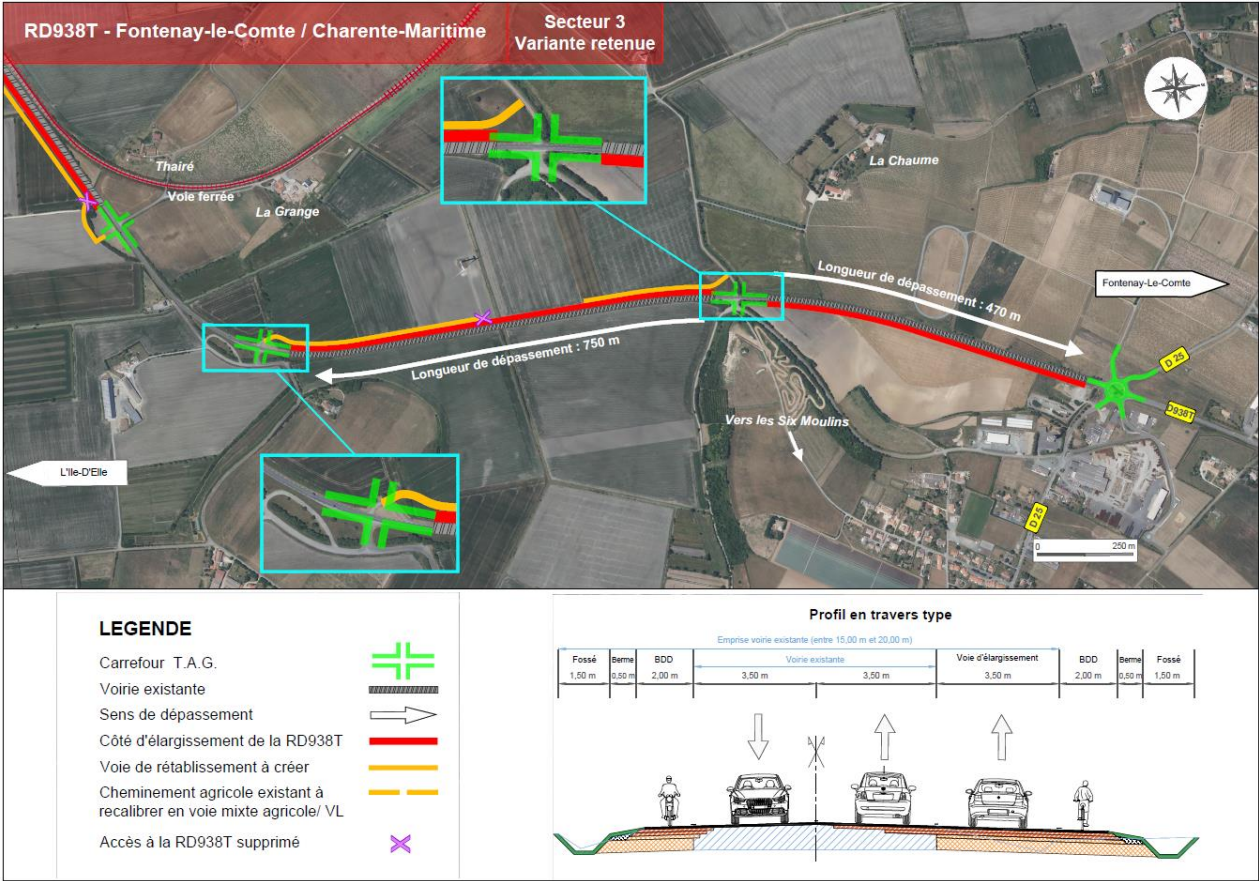 RD938T - Fontenay-le-Comte / Charente-Maritime
Secteur 3
Variante retenue
Thairé
Voie ferrée
La Grange
La Chaume
Longueur de dépassement : 470 m
Fontenay-Le-Comte
Longueur de dépassement : 750 m
D 25
D938T
Vers les Six Moulins
L'Ile-D'Elle
D 25
0 250 m
LEGENDE
Carrefour T.A.G.
Voirie existante
Sens de dépassement
Côté d'élargissement de la RD938T
Voie de rétablissement à créer
Cheminement agricole existant à
recalibrer en voie mixte agricole/ VL
Accès à la RD938T supprimé
Profil en travers type
Emprise voirie existante (entre 15,00 m et 20,00 m)
Fossé Berme BDD Voirie existante Voie d'élargissement BDD Berme Fossé
1,50 m 0,50 m 2,00 m 3,50 m 3,50 m 3,50 m 2,00 m 0,50 m 1,50 m